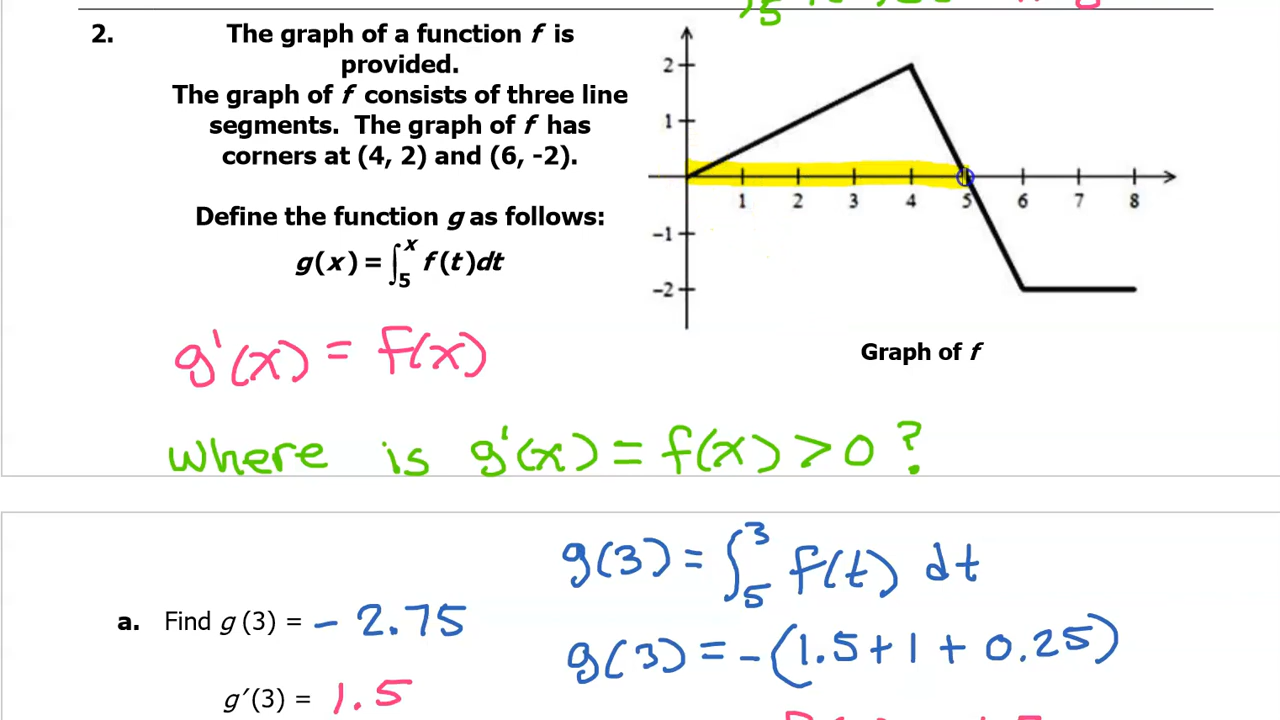 2. The graph of a function f is
provided.
The graph of f consists of three line
segments. The graph of f has
corners at (4, 2) and (6, -2).
Define the function g as follows:
g(x) = ∫₅ˣ f(t)dt
2
1
-1
-2
1 2 3 4 5 6 7 8
Graph of f
g'(x) = f(x)
where is g'(x) = f(x) > 0 ?
g(3) = ∫₅³ f(t) dt
a. Find g (3) = - 2.75
g(3) = -(1.5 + 1 + 0.25)
g′(3) = 1.5